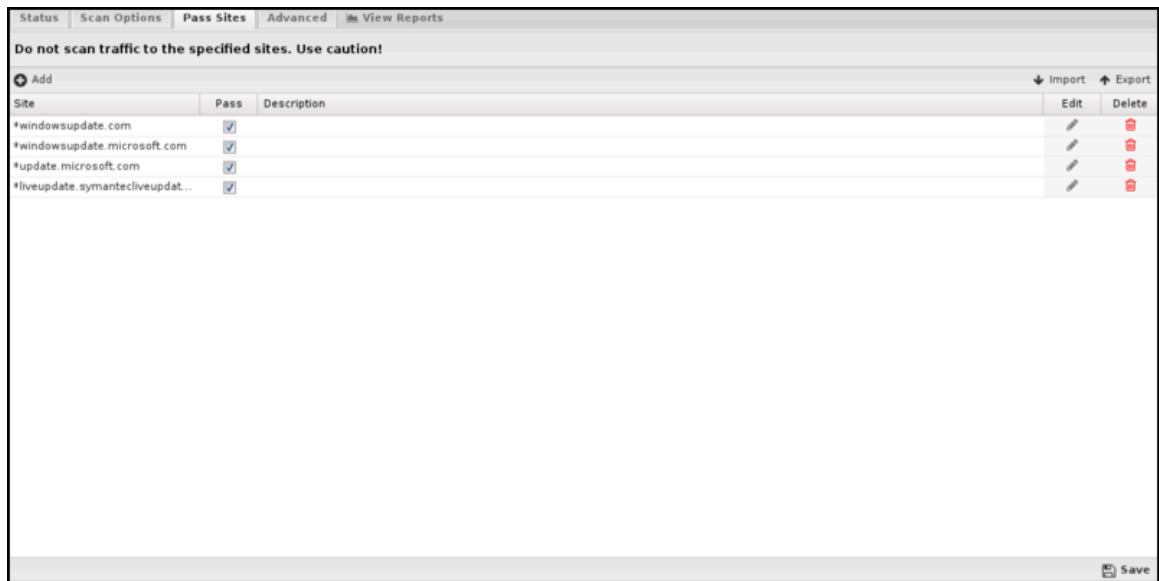 Status Scan Options Pass Sites Advanced View Reports
Do not scan traffic to the specified sites. Use caution!
Add Import Export
Site Pass Description Edit Delete
*windowsupdate.com
*windowsupdate.microsoft.com
*update.microsoft.com
*liveupdate.symantecliveupdat...
Save